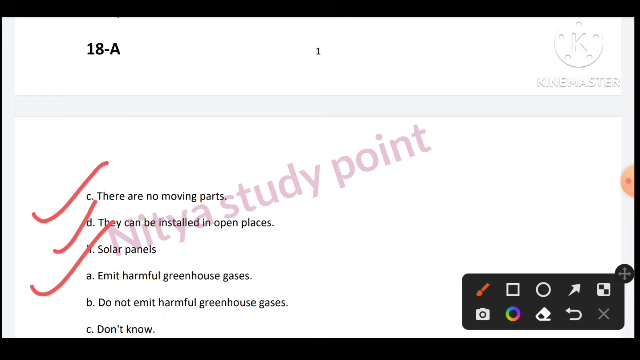 18-A
1
KINEMASTER
c. There are no moving parts.
d. They can be installed in open places.
Solar panels
a. Emit harmful greenhouse gases.
b. Do not emit harmful greenhouse gases.
c. Don't know.
Nitya study point